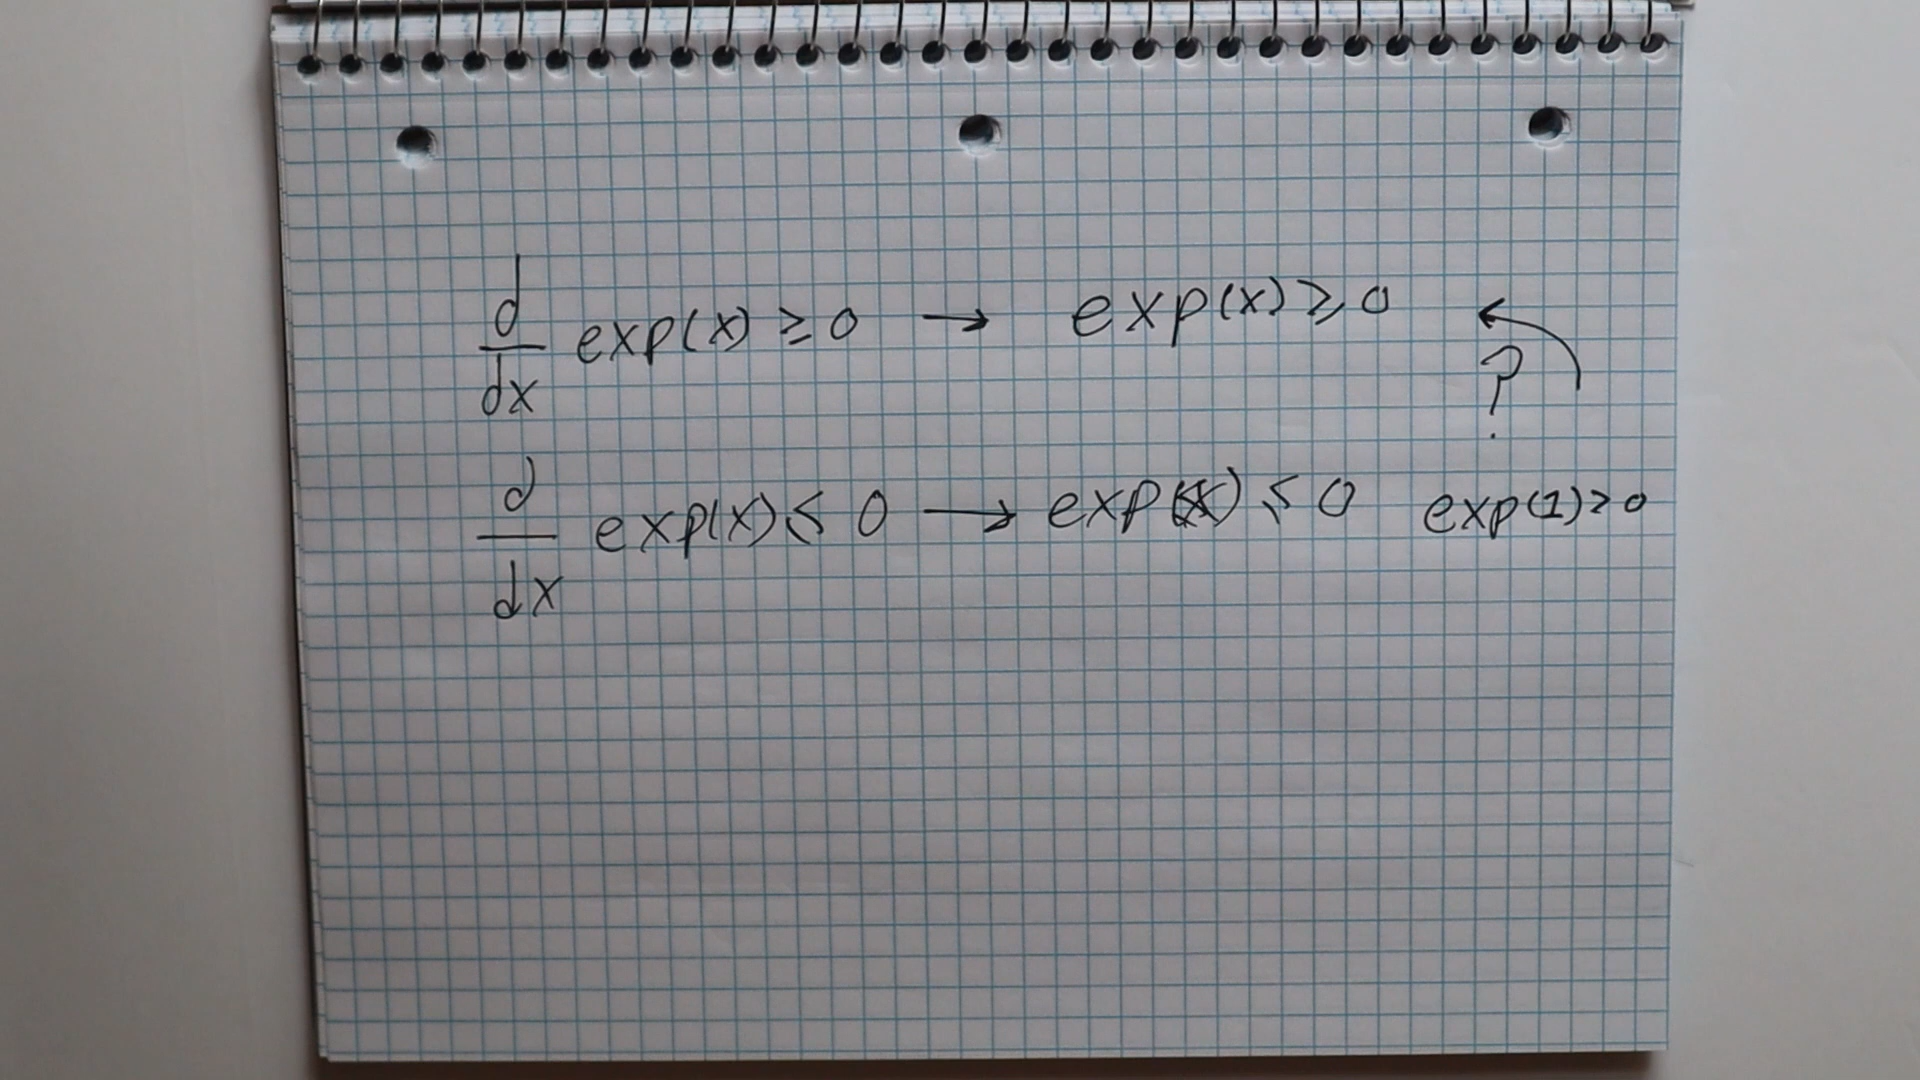 d/dx exp(x) ≥ 0 → exp(x) ≥ 0 ← ?
d/dx exp(x) ≤ 0 → exp(x) ≤ 0 exp(1) > 0